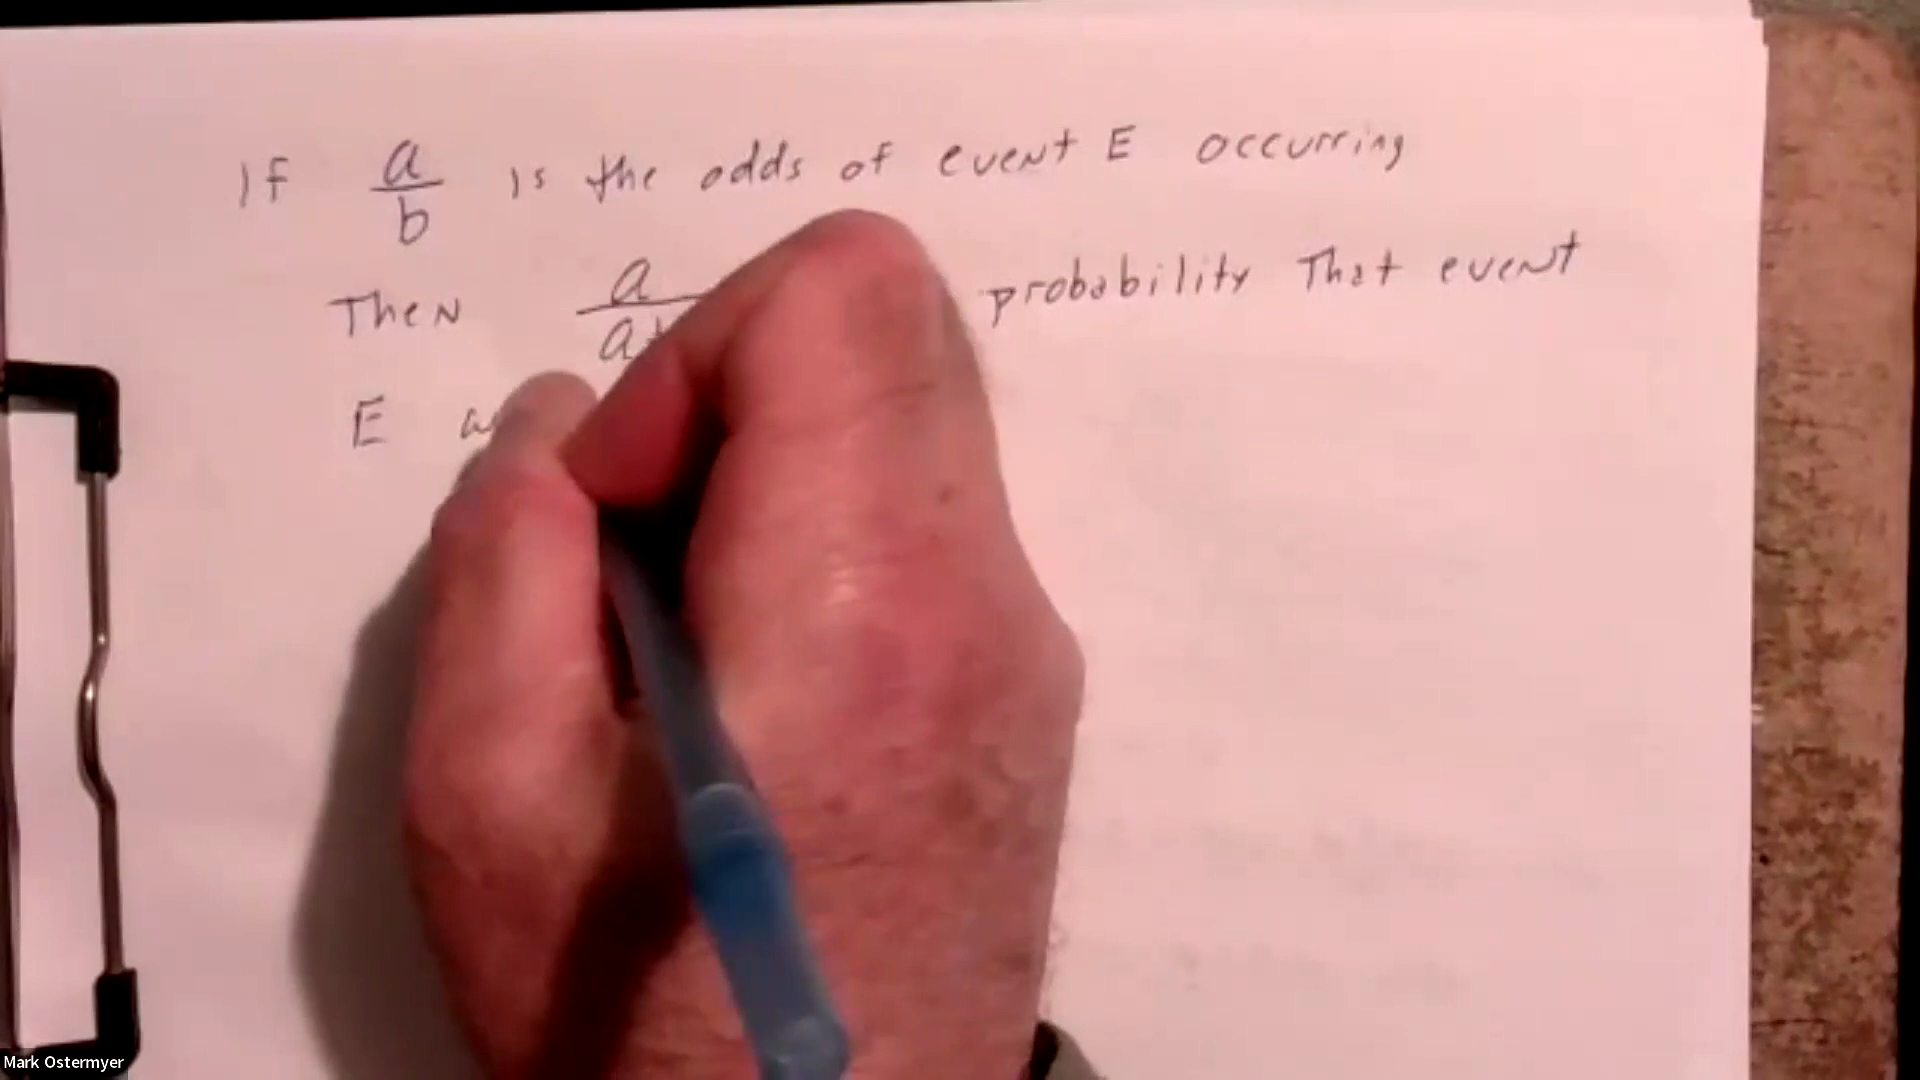 If a/b is the odds of event E occurring
Then a/a+ probability That event
E
Mark Ostermyer